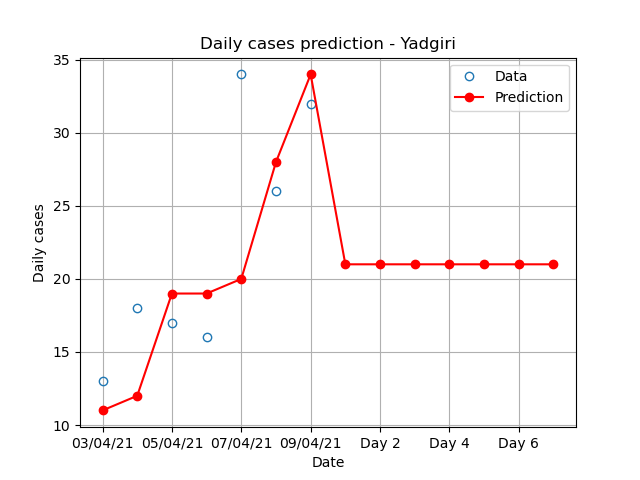 Daily cases prediction - Yadgiri
Data
Prediction
35
30
25
20
15
10
Daily cases
03/04/21 05/04/21 07/04/21 09/04/21 Day 2 Day 4 Day 6
Date